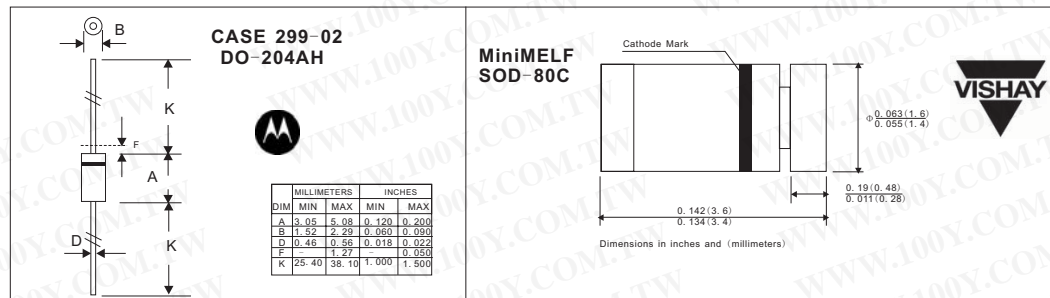 B
CASE 299-02
DO-204AH
K
F
A
D
K
MILLIMETERS INCHES
DIM MIN MAX MIN MAX
A 3.05 5.08 0.120 0.200
B 1.52 2.29 0.060 0.090
D 0.46 0.56 0.018 0.022
F - 1.27 - 0.050
K 25.40 38.10 1.000 1.500
MiniMELF
SOD-80C
Cathode Mark
VISHAY
Φ 0.063(1.6)
0.055(1.4)
0.19(0.48)
0.011(0.28)
0.142(3.6)
0.134(3.4)
Dimensions in inches and (millimeters)
WWW.100Y.COM.TW